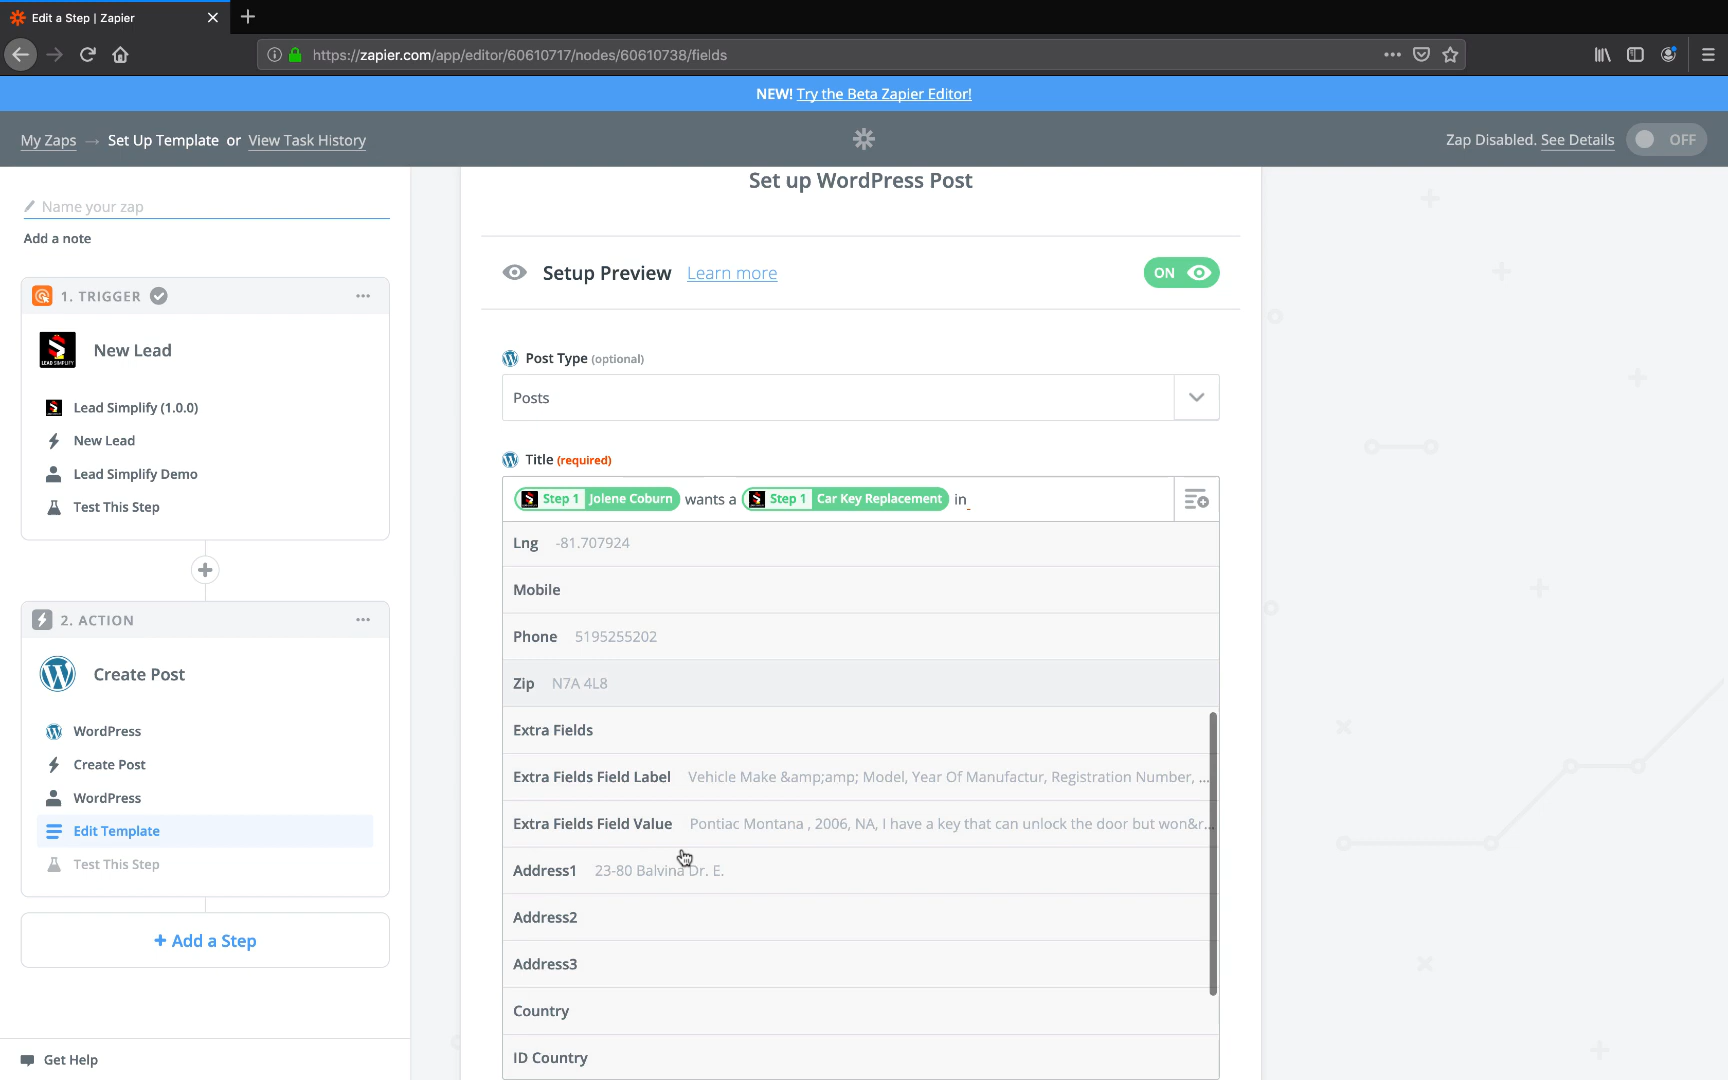 Edit a Step | Zapier
https://zapier.com/app/editor/60610717/nodes/60610738/fields
NEW! Try the Beta Zapier Editor!
My Zaps → Set Up Template or View Task History
Zap Disabled. See Details OFF
Name your zap
Add a note
1. TRIGGER
New Lead
Lead Simplify (1.0.0)
New Lead
Lead Simplify Demo
Test This Step
2. ACTION
Create Post
WordPress
Create Post
WordPress
Edit Template
Test This Step
+ Add a Step
Get Help
Set up WordPress Post
Setup Preview Learn more ON
Post Type (optional)
Posts
Title (required)
Step 1 Jolene Coburn wants a Step 1 Car Key Replacement in
Lng -81.707924
Mobile
Phone 5195255202
Zip N7A 4L8
Extra Fields
Extra Fields Field Label Vehicle Make &amp;amp; Model, Year Of Manufactur, Registration Number, ...
Extra Fields Field Value Pontiac Montana , 2006, NA, I have a key that can unlock the door but won&r...
Address1 23-80 Balvina Dr. E.
Address2
Address3
Country
ID Country